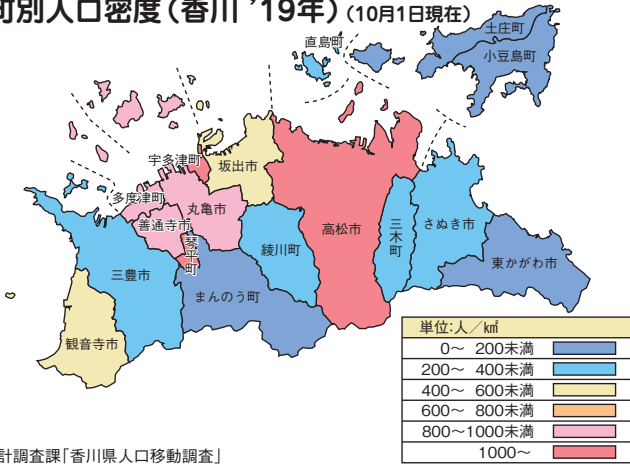 町別人口密度（香川 ’19年）（10月1日現在）
直島町
土庄町
小豆島町
宇多津町
坂出市
多度津町
丸亀市
善通寺市
琴平町
綾川町
高松市
三木町
さぬき市
東かがわ市
三豊市
まんのう町
観音寺市
単位:人／㎢
0〜 200未満
200〜 400未満
400〜 600未満
600〜 800未満
800〜1000未満
1000〜
計調査課「香川県人口移動調査」